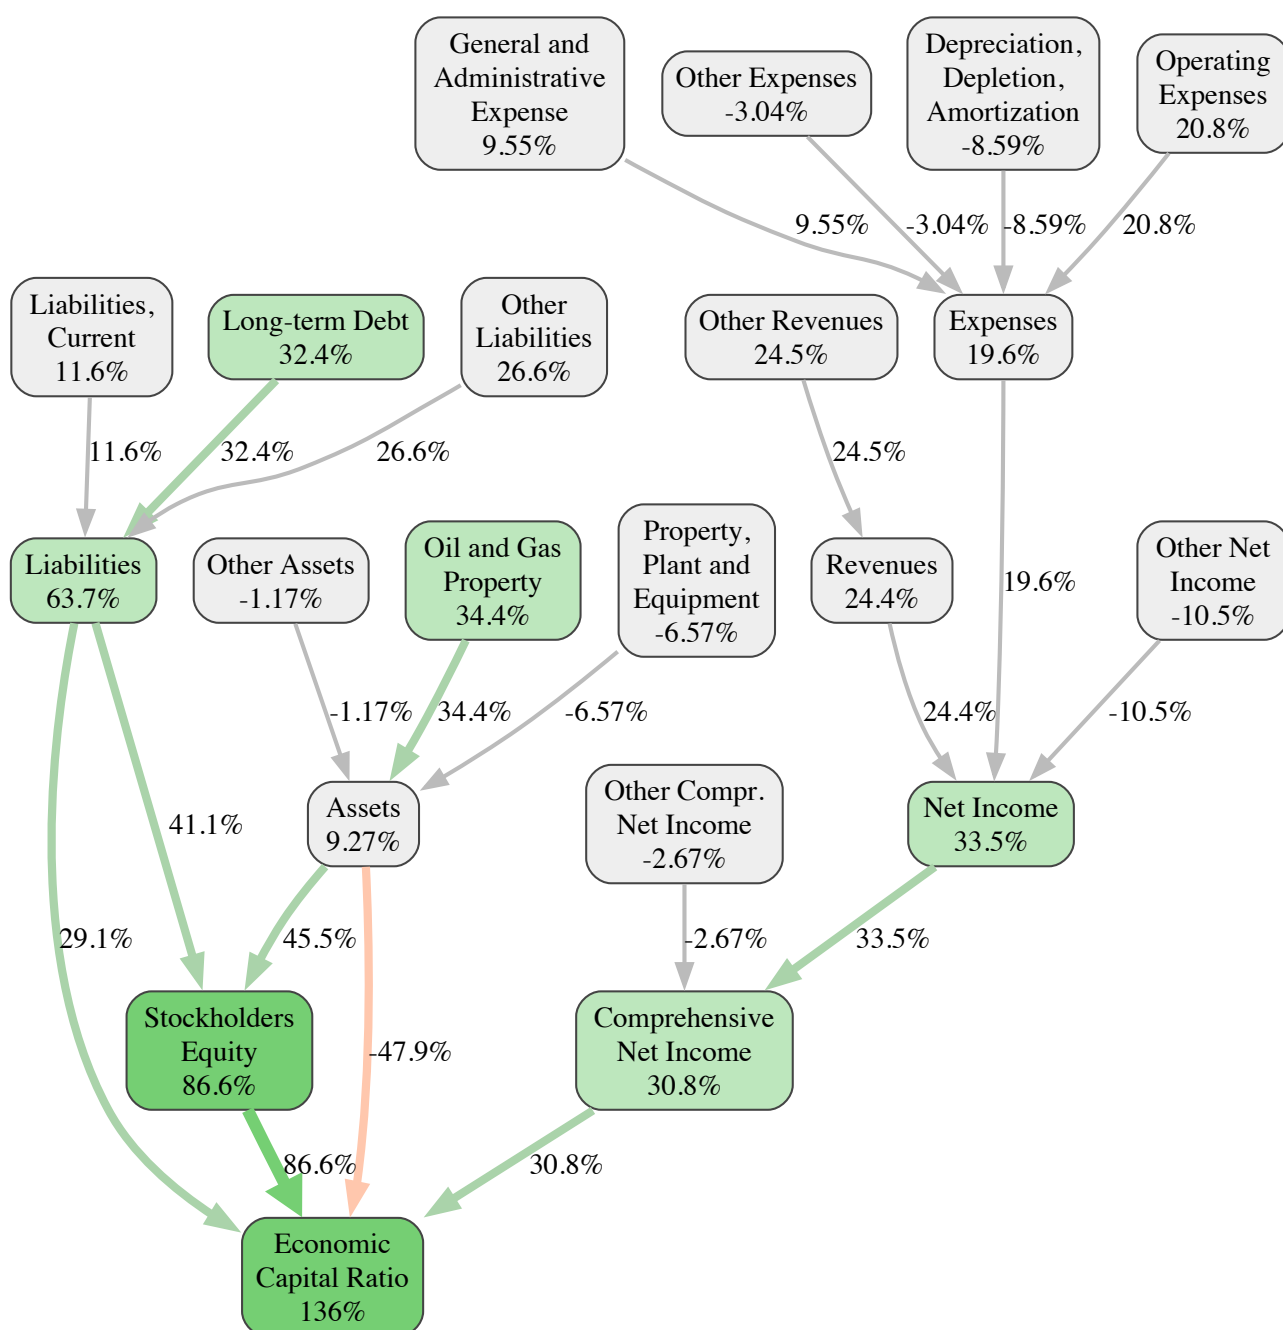 General and
Administrative
Expense
9.55%
Other Expenses
-3.04%
Depreciation,
Depletion,
Amortization
-8.59%
Operating
Expenses
20.8%
9.55%
-3.04%
-8.59%
20.8%
Liabilities,
Current
11.6%
Long-term Debt
32.4%
Other
Liabilities
26.6%
Other Revenues
24.5%
Expenses
19.6%
11.6%
32.4%
26.6%
24.5%
Liabilities
63.7%
Other Assets
-1.17%
Oil and Gas
Property
34.4%
Property,
Plant and
Equipment
-6.57%
Revenues
24.4%
19.6%
Other Net
Income
-10.5%
-1.17%
34.4%
-6.57%
24.4%
-10.5%
41.1%
Assets
9.27%
Other Compr.
Net Income
-2.67%
Net Income
33.5%
29.1%
45.5%
-2.67%
33.5%
Stockholders
Equity
86.6%
-47.9%
Comprehensive
Net Income
30.8%
86.6%
30.8%
Economic
Capital Ratio
136%